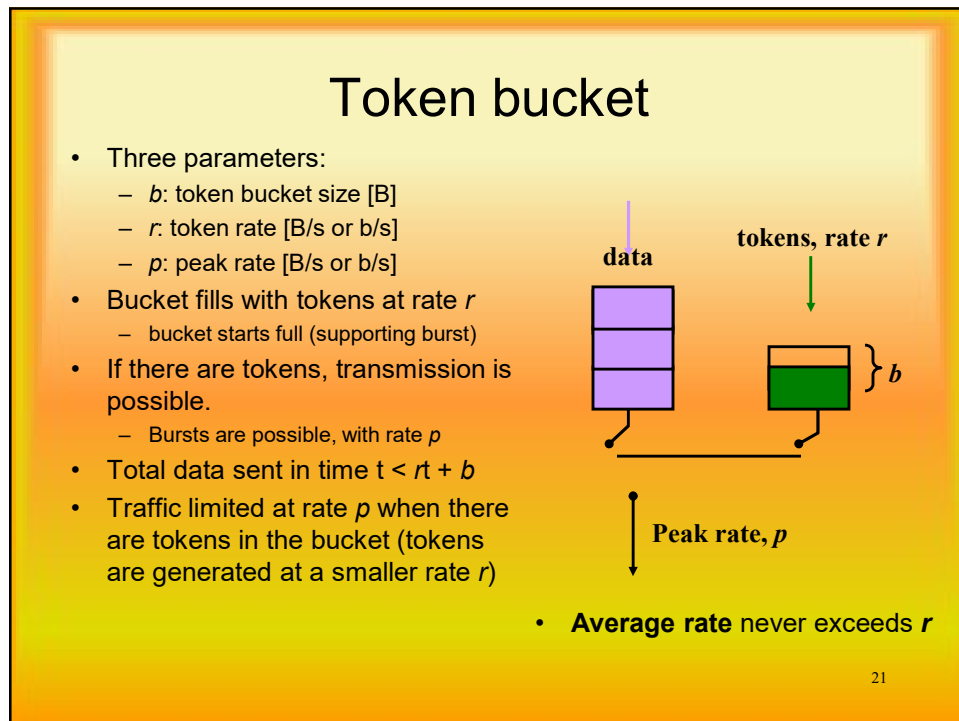 Token bucket
• Three parameters:
– b: token bucket size [B]
– r: token rate [B/s or b/s]
– p: peak rate [B/s or b/s]
• Bucket fills with tokens at rate r
– bucket starts full (supporting burst)
• If there are tokens, transmission is
possible.
– Bursts are possible, with rate p
• Total data sent in time t < rt + b
• Traffic limited at rate p when there
are tokens in the bucket (tokens
are generated at a smaller rate r)
data
tokens, rate r
b
Peak rate, p
• Average rate never exceeds r
21